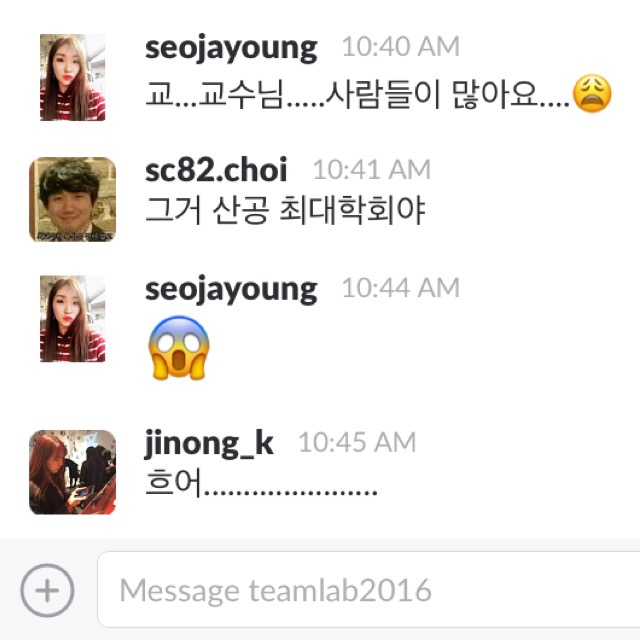 seojayoung 10:40 AM
교...교수님.....사람들이 많아요....😩
sc82.choi 10:41 AM
그거 산공 최대학회야
seojayoung 10:44 AM
😱
jinong_k 10:45 AM
흐어......................
Message teamlab2016